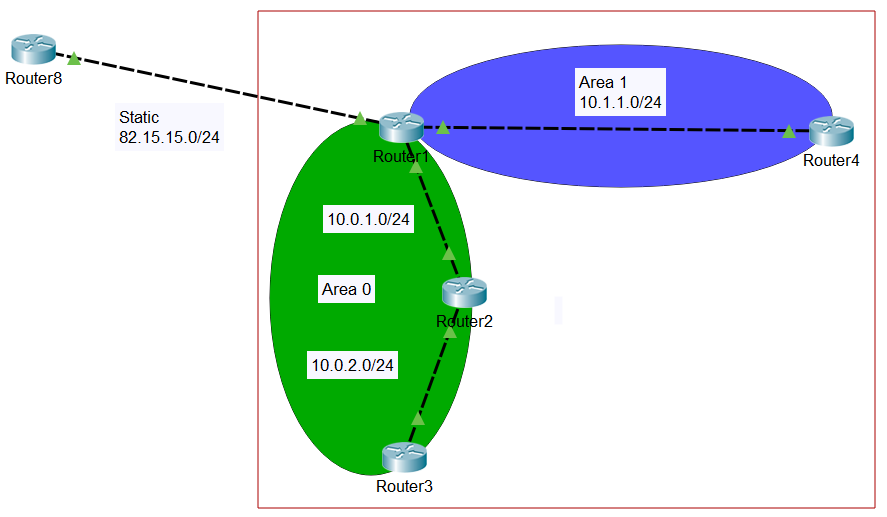 Router8
Static
82.15.15.0/24
Area 1
10.1.1.0/24
Router1
Router4
10.0.1.0/24
Area 0
Router2
10.0.2.0/24
Router3